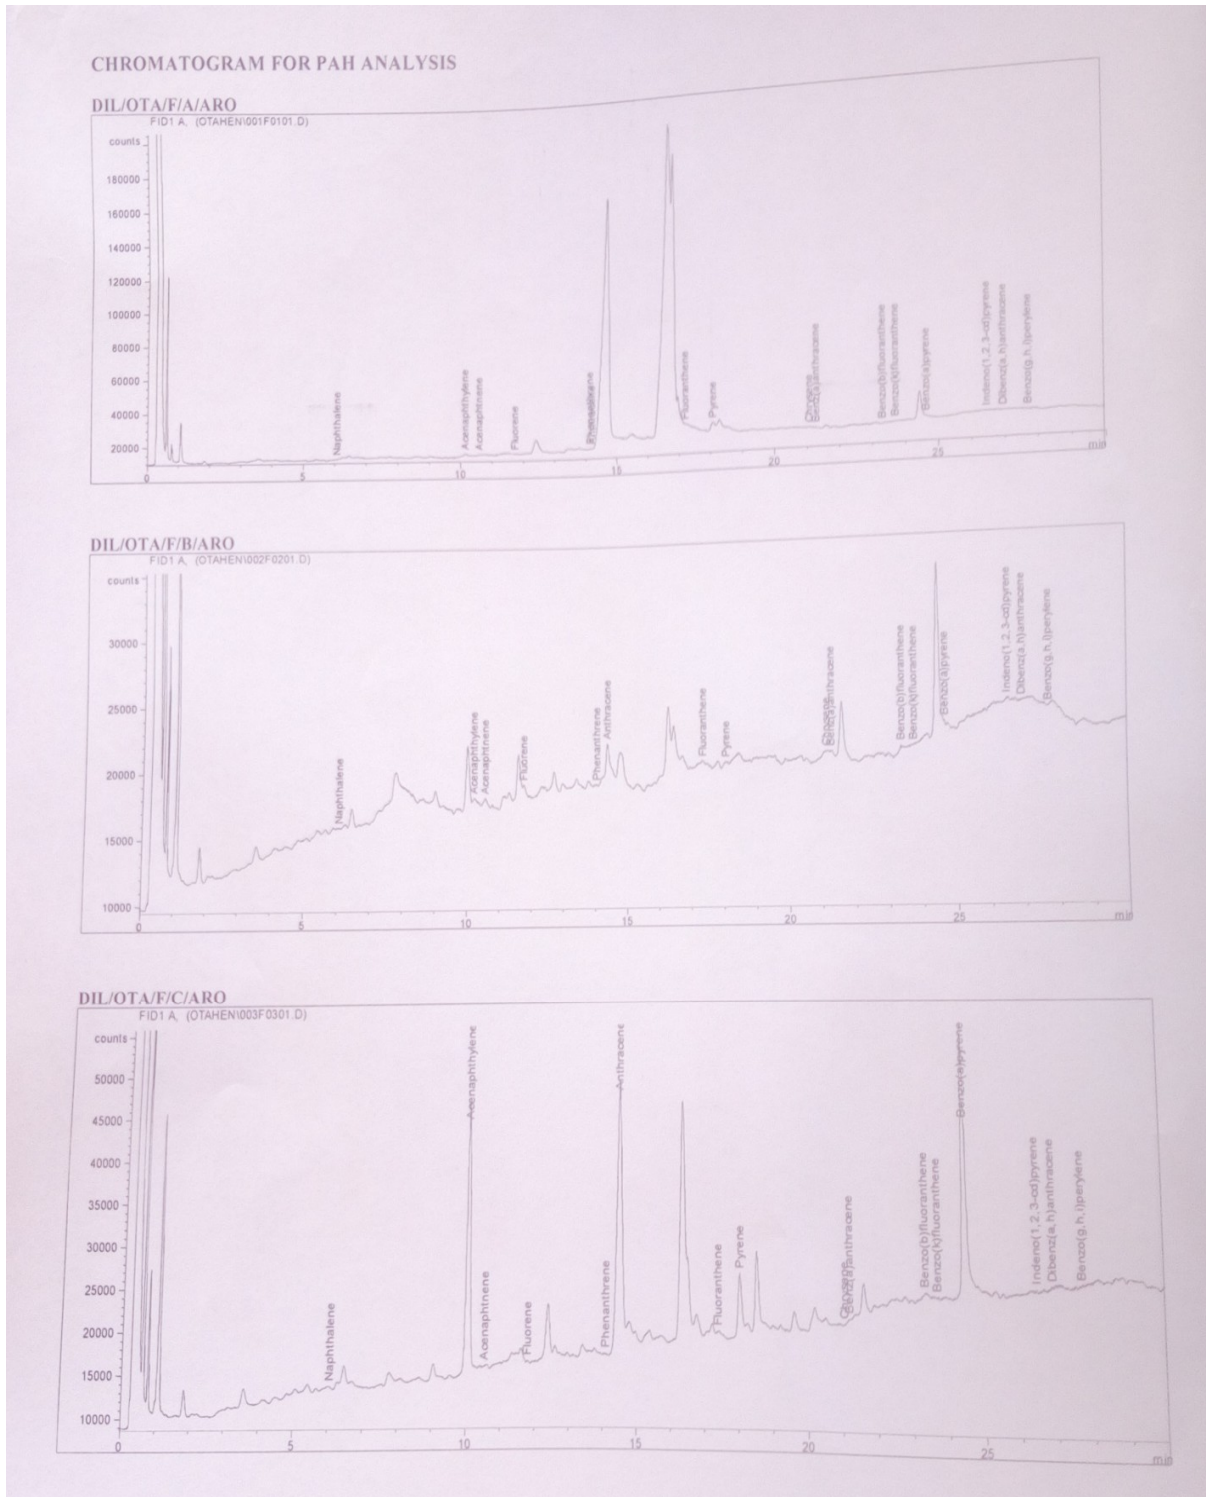 CHROMATOGRAM FOR PAH ANALYSIS
DIL/OTA/F/A/ARO
FID1 A, (OTAHEN\001F0101.D)
counts
180000
160000
140000
120000
100000
80000
60000
40000
20000
Naphthalene
Acenaphthylene
Acenaphtnene
Fluorene
Fluoranthene
Pyrene
Benzo(b)fluoranthene
Benzo(k)fluoranthene
Benzo(a)pyrene
Indeno(1,2,3-cd)pyrene
Dibenz(a,h)anthracene
Benzo(g,h,i)perylene
0 5 10 15 20 25 min
DIL/OTA/F/B/ARO
FID1 A, (OTAHEN\002F0201.D)
counts
30000
25000
20000
15000
10000
Naphthalene
Acenaphthylene
Acenaphtnene
Fluorene
Phenanthrene
Anthracene
Fluoranthene
Pyrene
Benzo(b)fluoranthene
Benzo(k)fluoranthene
Benzo(a)pyrene
Indeno(1,2,3-cd)pyrene
Dibenz(a,h)anthracene
Benzo(g,h,i)perylene
0 5 10 15 20 25 min
DIL/OTA/F/C/ARO
FID1 A, (OTAHEN\003F0301.D)
counts
50000
45000
40000
35000
30000
25000
20000
15000
10000
Naphthalene
Acenaphthylene
Acenaphtnene
Fluorene
Phenanthrene
Anthracene
Fluoranthene
Pyrene
Benzo(b)fluoranthene
Benzo(k)fluoranthene
Benzo(a)pyrene
Indeno(1,2,3-cd)pyrene
Dibenz(a,h)anthracene
Benzo(g,h,i)perylene
0 5 10 15 20 25 min